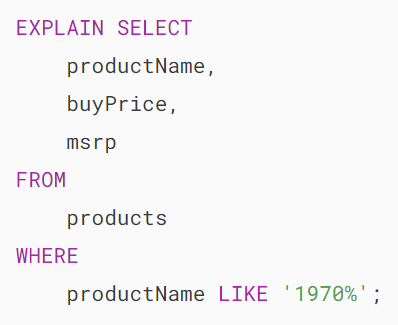 EXPLAIN SELECT
    productName,
    buyPrice,
    msrp
FROM
    products
WHERE
    productName LIKE '1970%';